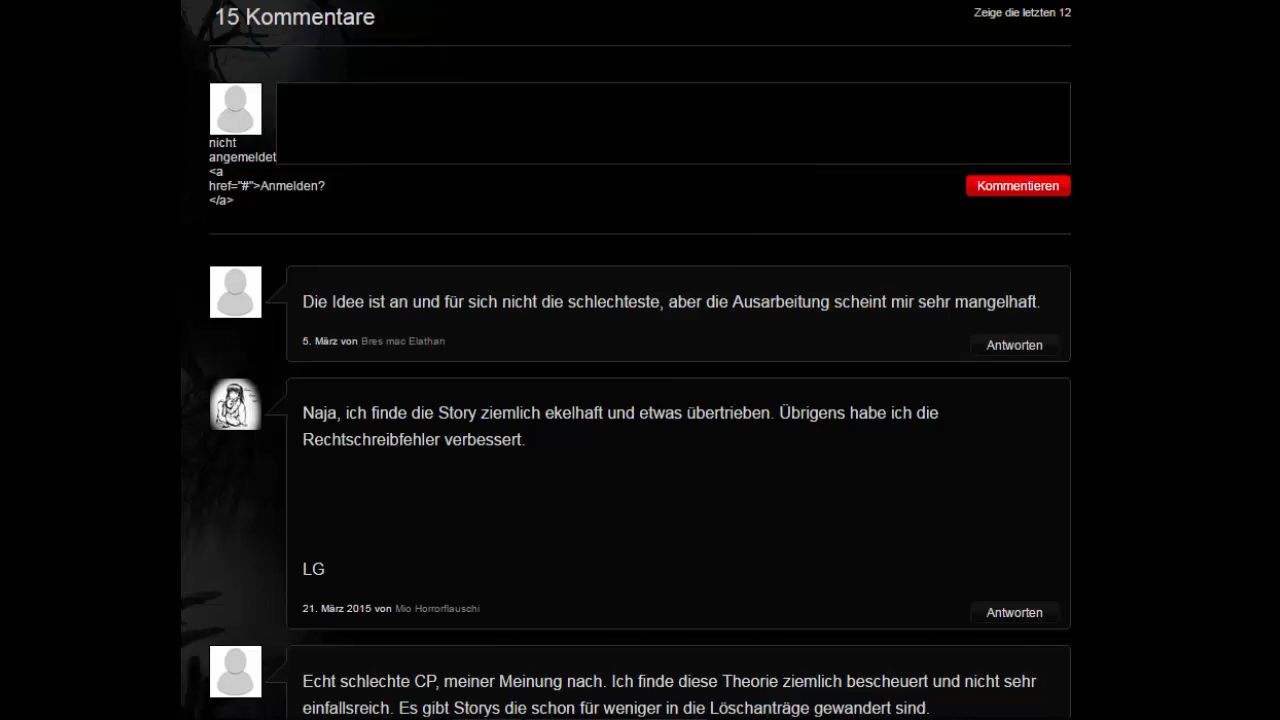 15 Kommentare
Zeige die letzten 12
nicht
angemeldet
<a
href="#">Anmelden?
</a>
Kommentieren
Die Idee ist an und für sich nicht die schlechteste, aber die Ausarbeitung scheint mir sehr mangelhaft.
5. März von Bres mac Elathan
Antworten
Naja, ich finde die Story ziemlich ekelhaft und etwas übertrieben. Übrigens habe ich die
Rechtschreibfehler verbessert.
LG
21. März 2015 von Mio Horrorflauschi
Antworten
Echt schlechte CP, meiner Meinung nach. Ich finde diese Theorie ziemlich bescheuert und nicht sehr
einfallsreich. Es gibt Storys die schon für weniger in die Löschanträge gewandert sind.